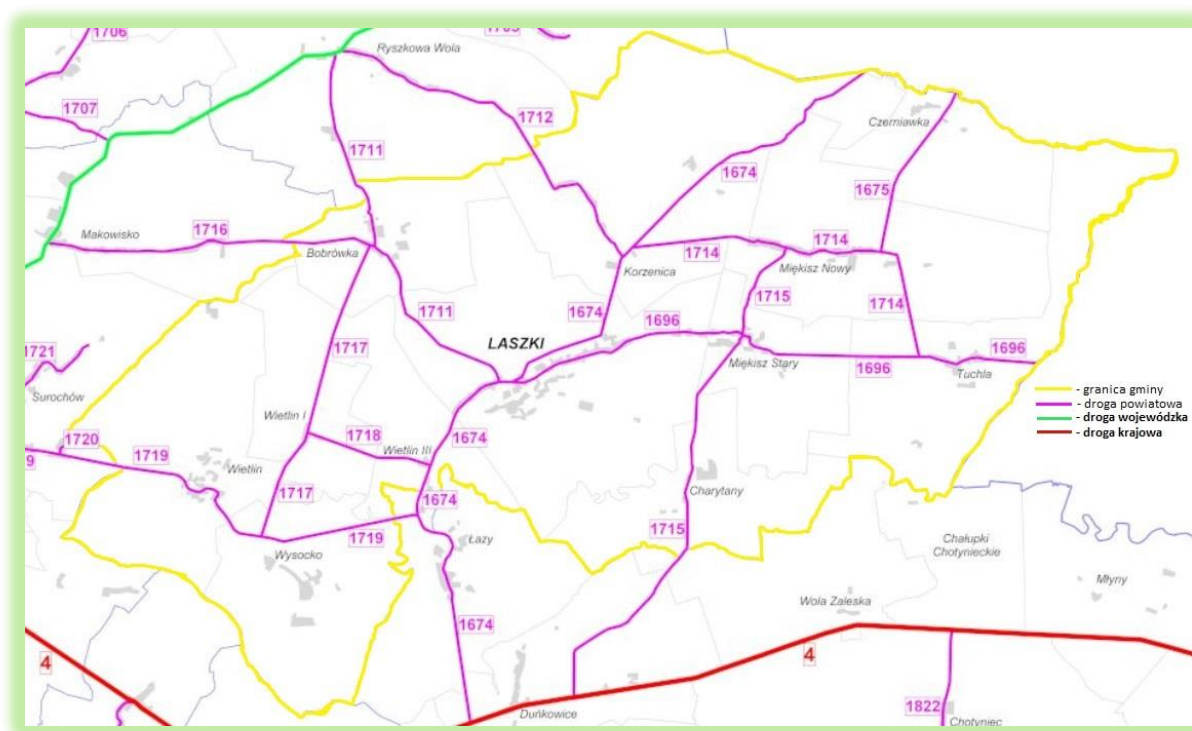 1706
1705
Ryszkowa Wola
1707
1712
Czerniawka
1711
1674
1675
1716
Makowisko
1714
1714
Bobrówka
Korzenica
Miękisz Nowy
1715
1714
1711
1674
1696
LASZKI
1717
1721
Miękisz Stary
1696
1696
Tuchla
Surochów
- granica gminy
- droga powiatowa
- droga wojewódzka
- droga krajowa
Wietlin I
1720
1718
1674
Wietlin III
9
1719
Wietlin
1717
1674
Charytany
1715
1719
Łazy
Wysocko
Chałupki
Chotynieckie
Młyny
Wola Zaleska
1674
4
4
1822
Duńkowice
Chotyniec